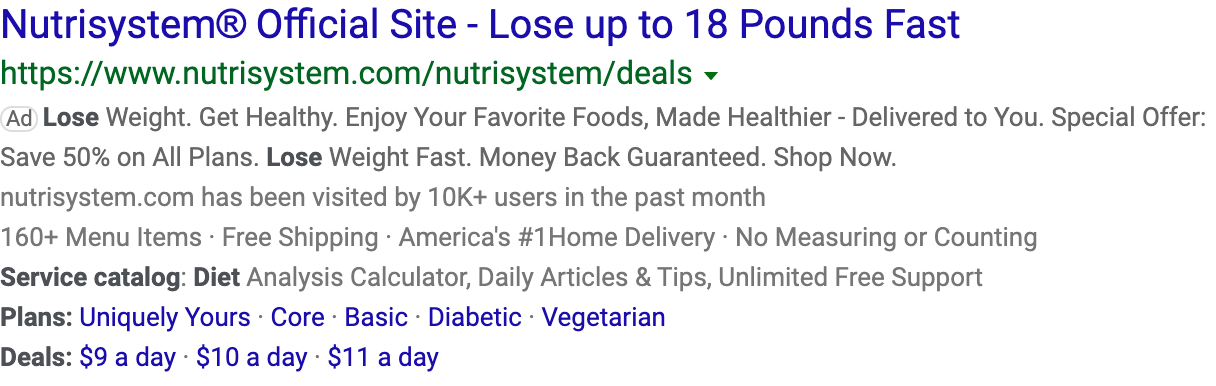 Nutrisystem® Official Site - Lose up to 18 Pounds Fast
https://www.nutrisystem.com/nutrisystem/deals
Ad Lose Weight. Get Healthy. Enjoy Your Favorite Foods, Made Healthier - Delivered to You. Special Offer:
Save 50% on All Plans. Lose Weight Fast. Money Back Guaranteed. Shop Now.
nutrisystem.com has been visited by 10K+ users in the past month
160+ Menu Items · Free Shipping · America's #1Home Delivery · No Measuring or Counting
Service catalog: Diet Analysis Calculator, Daily Articles & Tips, Unlimited Free Support
Plans: Uniquely Yours · Core · Basic · Diabetic · Vegetarian
Deals: $9 a day · $10 a day · $11 a day